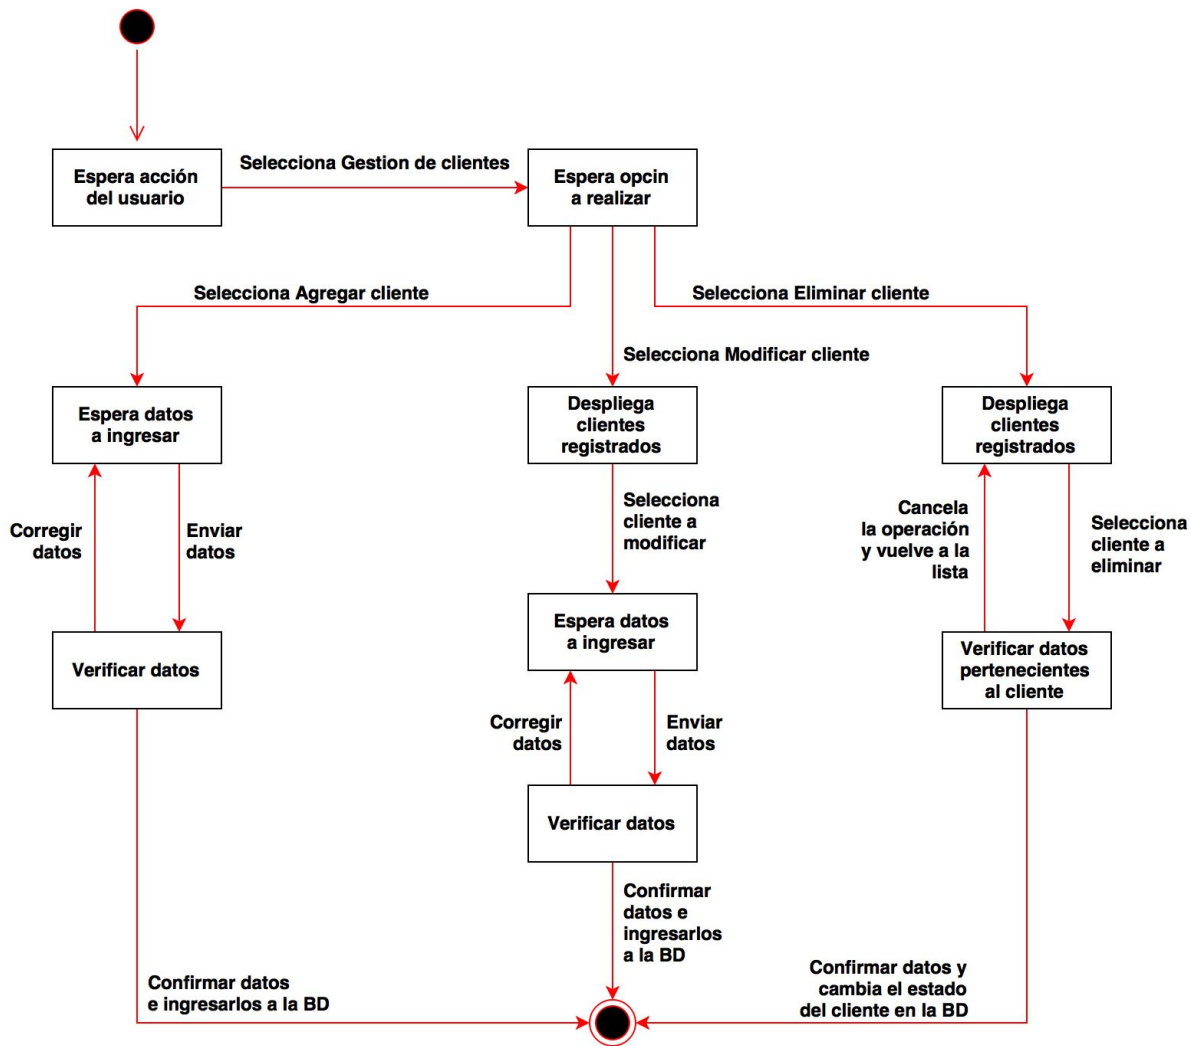 Espera acción
del usuario
Selecciona Gestion de clientes
Espera opcin
a realizar
Selecciona Agregar cliente
Selecciona Eliminar cliente
Selecciona Modificar cliente
Espera datos
a ingresar
Despliega
clientes
registrados
Despliega
clientes
registrados
Corregir
datos
Enviar
datos
Selecciona
cliente a
modificar
Cancela
la operación
y vuelve a la
lista
Selecciona
cliente a
eliminar
Verificar datos
Espera datos
a ingresar
Verificar datos
pertenecientes
al cliente
Corregir
datos
Enviar
datos
Verificar datos
Confirmar
datos e
ingresarlos
a la BD
Confirmar datos
e ingresarlos a la BD
Confirmar datos y
cambia el estado
del cliente en la BD